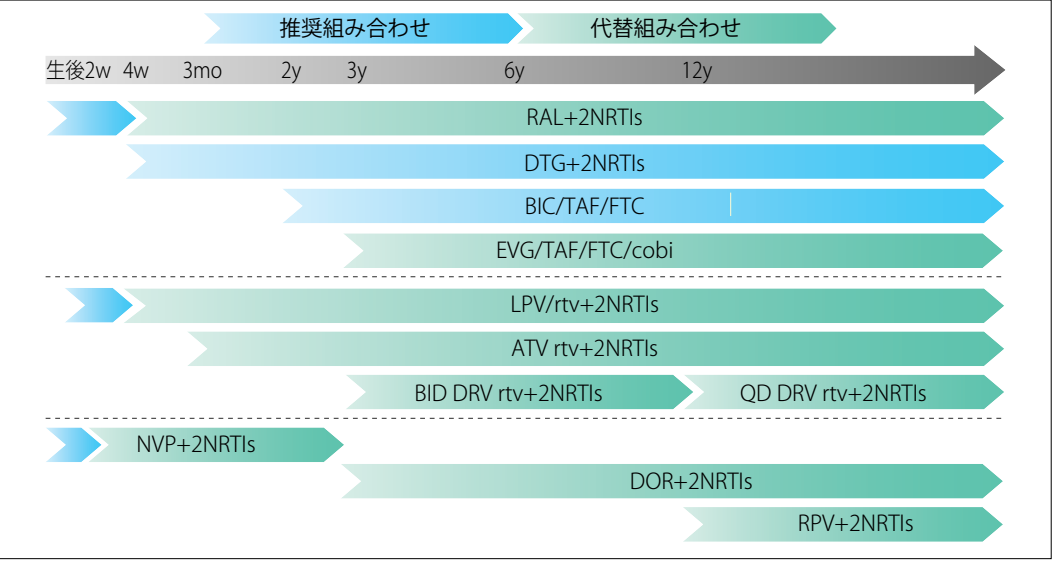 推奨組み合わせ 代替組み合わせ
生後2w 4w 3mo 2y 3y 6y 12y
RAL+2NRTIs
DTG+2NRTIs
BIC/TAF/FTC
EVG/TAF/FTC/cobi
LPV/rtv+2NRTIs
ATV rtv+2NRTIs
BID DRV rtv+2NRTIs QD DRV rtv+2NRTIs
NVP+2NRTIs
DOR+2NRTIs
RPV+2NRTIs